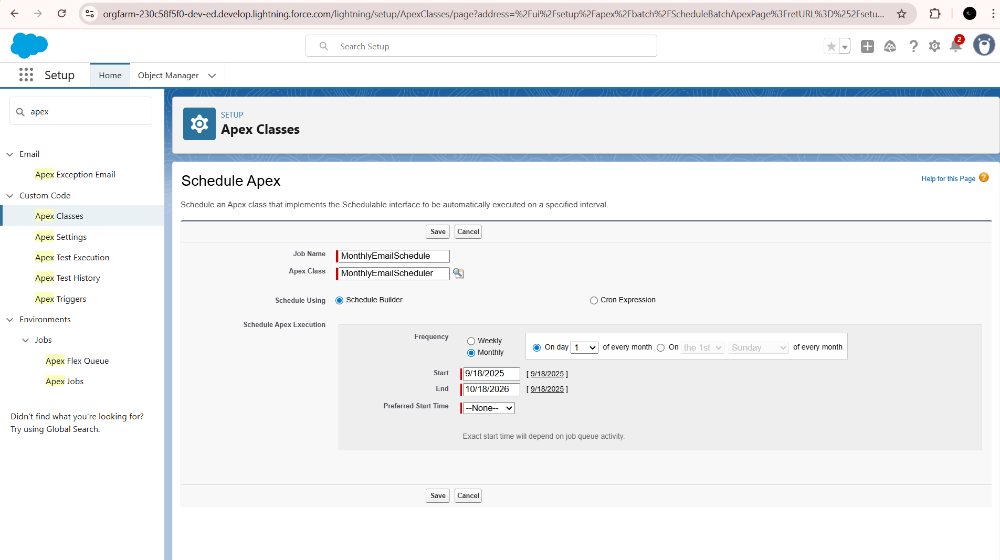 orgfarm-230c58f5f0-dev-ed.develop.lightning.force.com/lightning/setup/ApexClasses/page?address=%2Fui%2Fsetup%2Fapex%2Fbatch%2FScheduleBatchApexPage%3FretURL%3D%252Fsetu...
Search Setup
2
Setup
Home
Object Manager
apex
Email
Apex Exception Email
Custom Code
Apex Classes
Apex Settings
Apex Test Execution
Apex Test History
Apex Triggers
Environments
Jobs
Apex Flex Queue
Apex Jobs
Didn't find what you're looking for?
Try using Global Search.
SETUP
Apex Classes
Schedule Apex
Help for this Page ?
Schedule an Apex class that implements the Schedulable interface to be automatically executed on a specified interval.
Save Cancel
Job Name MonthlyEmailSchedule
Apex Class MonthlyEmailScheduler
Schedule Using Schedule Builder Cron Expression
Schedule Apex Execution
Frequency Weekly
Monthly
On day 1 of every month On the 1st Sunday of every month
Start 9/18/2025 [ 9/18/2025 ]
End 10/18/2026 [ 9/18/2025 ]
Preferred Start Time --None--
Exact start time will depend on job queue activity.
Save Cancel